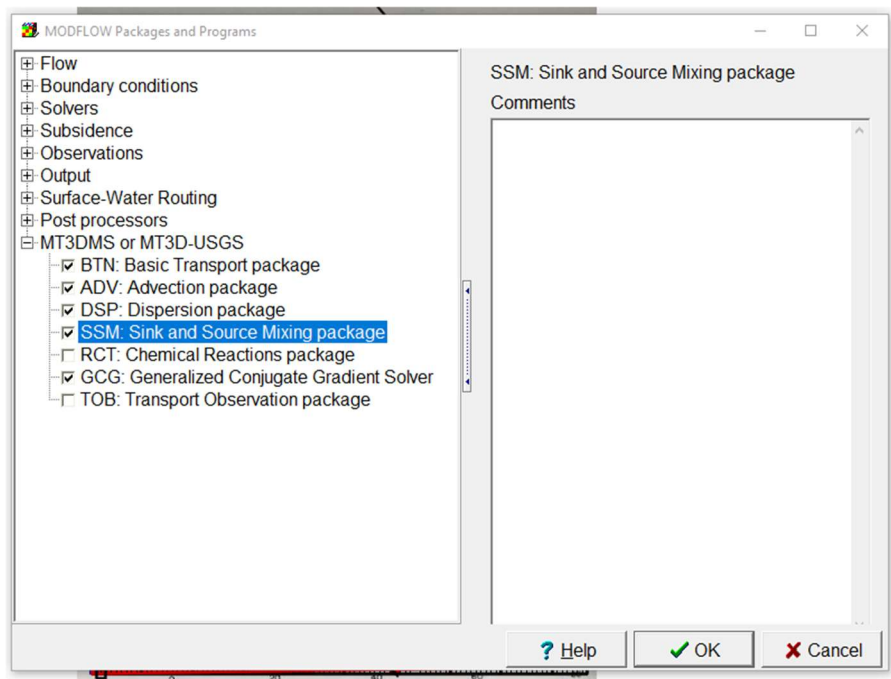 MODFLOW Packages and Programs
Flow
Boundary conditions
Solvers
Subsidence
Observations
Output
Surface-Water Routing
Post processors
MT3DMS or MT3D-USGS
BTN: Basic Transport package
ADV: Advection package
DSP: Dispersion package
SSM: Sink and Source Mixing package
RCT: Chemical Reactions package
GCG: Generalized Conjugate Gradient Solver
TOB: Transport Observation package
SSM: Sink and Source Mixing package
Comments
? Help
OK
Cancel